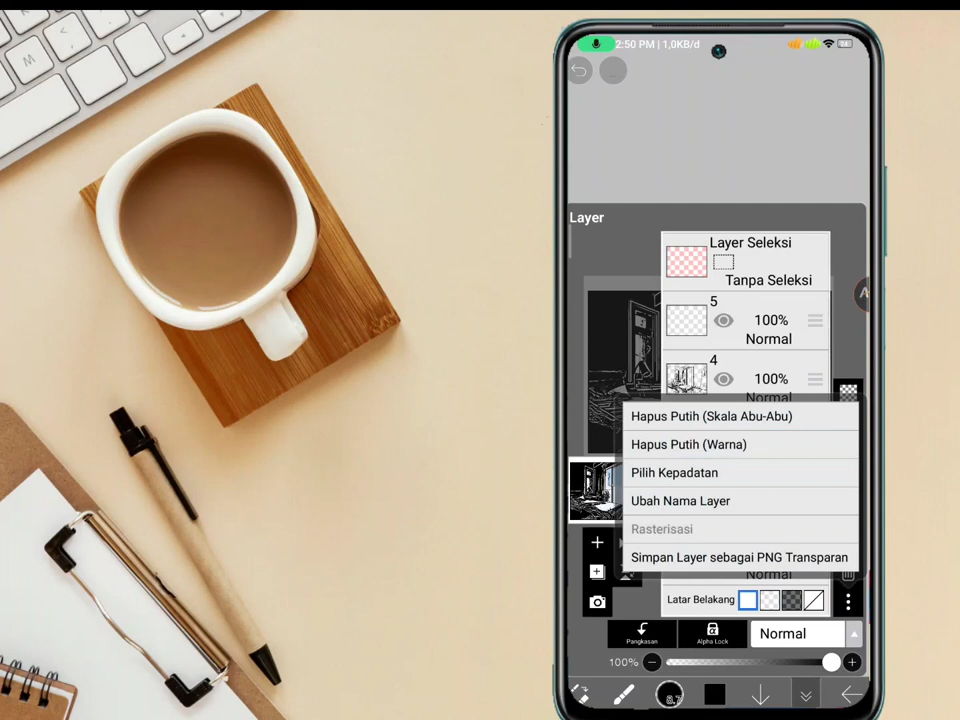 M
2:50 PM | 1,0KB/d
24
Layer
Layer Seleksi
Tanpa Seleksi
5
100%
Normal
4
100%
Normal
A
Hapus Putih (Skala Abu-Abu)
Hapus Putih (Warna)
Pilih Kepadatan
Ubah Nama Layer
Rasterisasi
Simpan Layer sebagai PNG Transparan
Normal
Latar Belakang
Pangkasan
Alpha Lock
Normal
100%